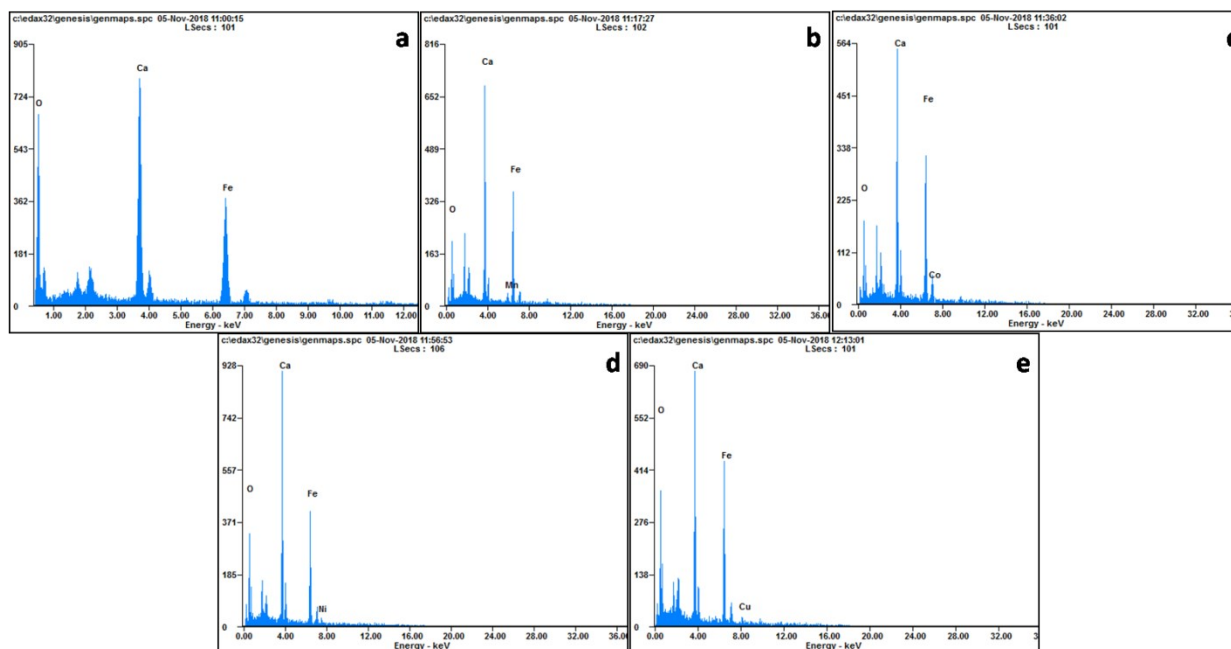 c:\edax32\genesis\genmaps.spc 05-Nov-2018 11:00:15
LSecs : 101
a
905
724
543
362
181
0
O
Ca
Fe
1.00 2.00 3.00 4.00 5.00 6.00 7.00 8.00 9.00 10.00 11.00 12.00
Energy - keV
c:\edax32\genesis\genmaps.spc 05-Nov-2018 11:17:27
LSecs : 102
b
816
652
489
326
163
0
O
Ca
Mn
Fe
0.00 4.00 8.00 12.00 16.00 20.00 24.00 28.00 32.00 36.00
Energy - keV
c:\edax32\genesis\genmaps.spc 05-Nov-2018 11:36:02
LSecs : 101
564
451
338
225
112
0
O
Ca
Fe
Co
0.00 4.00 8.00 12.00 16.00 20.00 24.00 28.00 32.00
Energy - keV
c:\edax32\genesis\genmaps.spc 05-Nov-2018 11:56:53
LSecs : 106
d
928
742
557
371
185
0
O
Ca
Fe
Ni
0.00 4.00 8.00 12.00 16.00 20.00 24.00 28.00 32.00 36.00
Energy - keV
c:\edax32\genesis\genmaps.spc 05-Nov-2018 12:13:01
LSecs : 101
e
690
552
414
276
138
0
O
Ca
Fe
Cu
0.00 4.00 8.00 12.00 16.00 20.00 24.00 28.00 32.00
Energy - keV